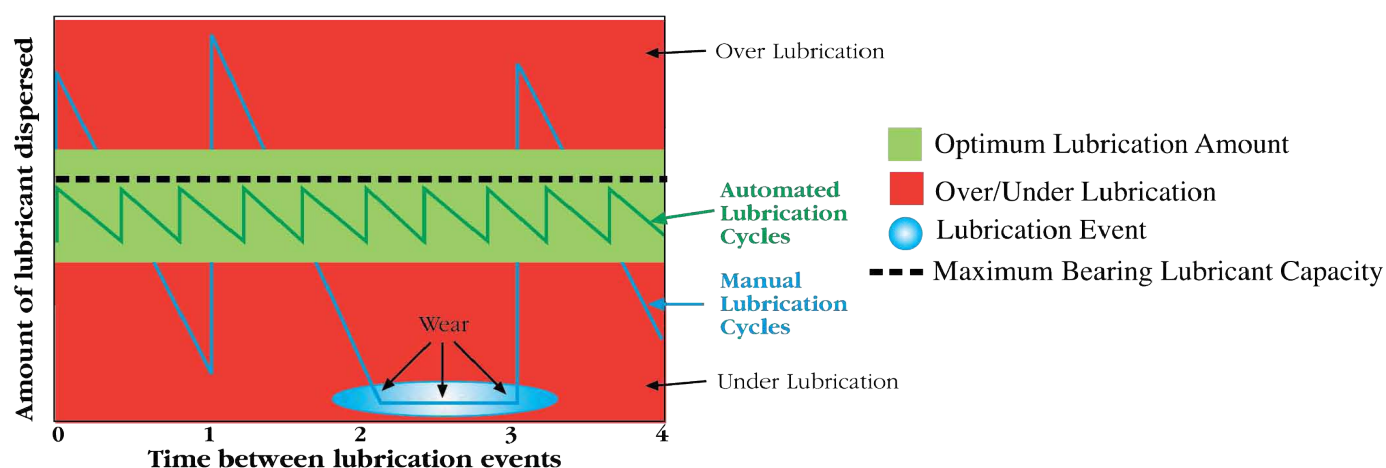 Amount of lubricant dispersed
Over Lubrication
Automated
Lubrication
Cycles
Manual
Lubrication
Cycles
Wear
Under Lubrication
0 1 2 3 4
Time between lubrication events
Optimum Lubrication Amount
Over/Under Lubrication
Lubrication Event
Maximum Bearing Lubricant Capacity